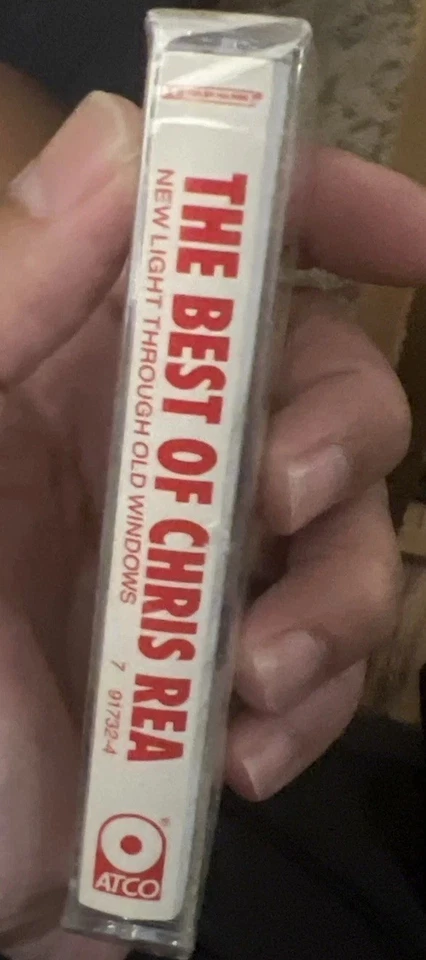 THE BEST OF CHRIS REA
NEW LIGHT THROUGH OLD WINDOWS
7 91732-4
®
ATCO